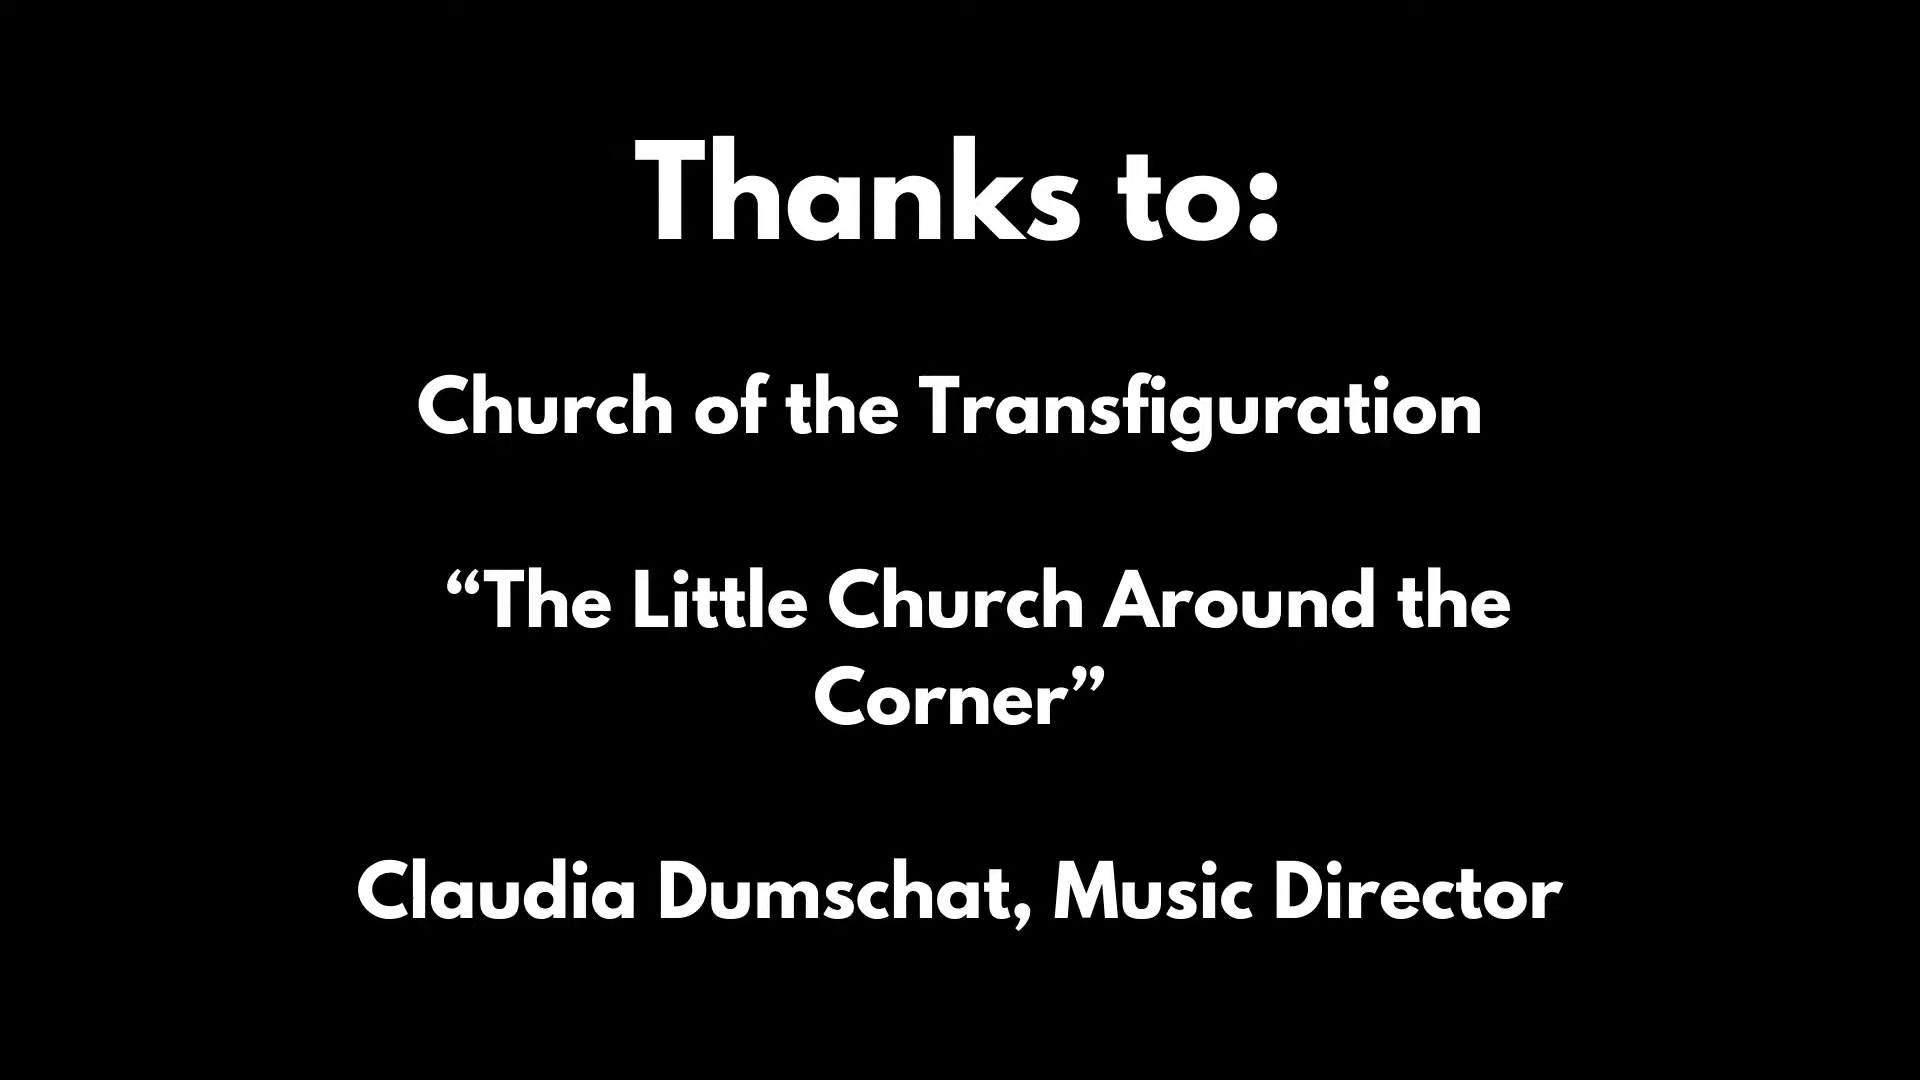 Thanks to:
Church of the Transfiguration
“The Little Church Around the
Corner”
Claudia Dumschat, Music Director